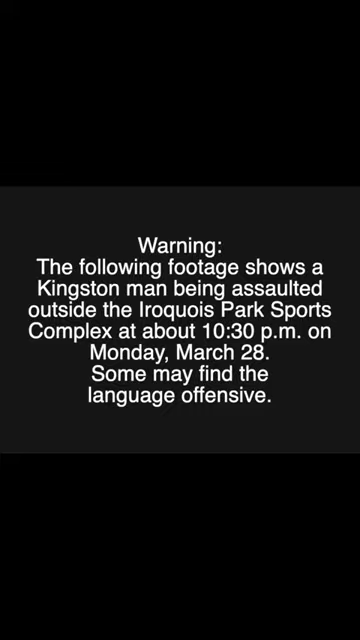 Warning:
The following footage shows a
Kingston man being assaulted
outside the Iroquois Park Sports
Complex at about 10:30 p.m. on
Monday, March 28.
Some may find the
language offensive.